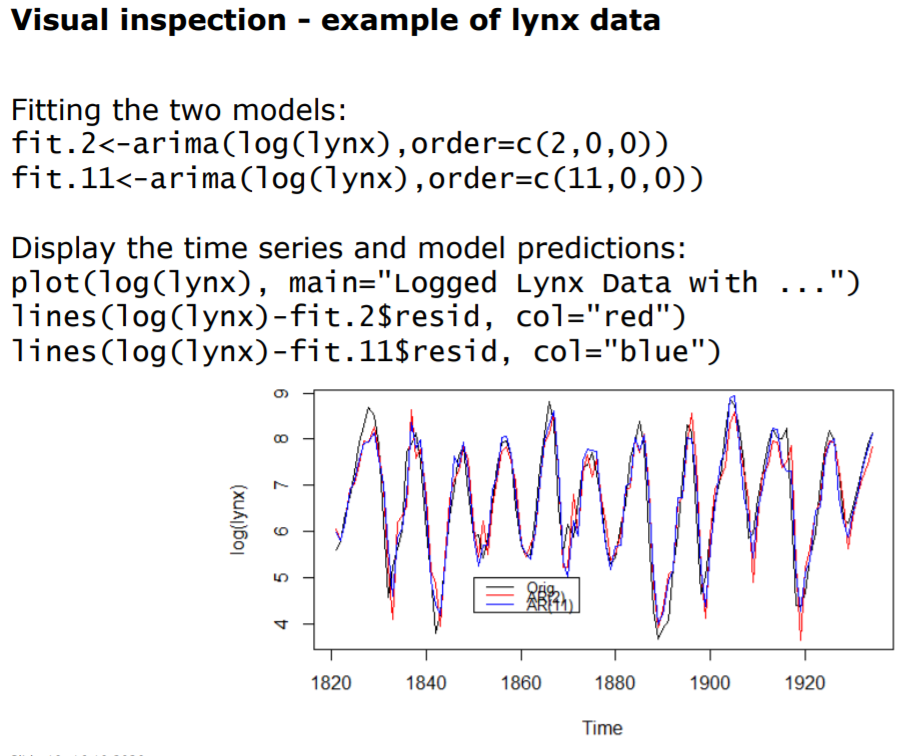 Visual inspection - example of lynx data
Fitting the two models:
fit.2<-arima(log(lynx),order=c(2,0,0))
fit.11<-arima(log(lynx),order=c(11,0,0))
Display the time series and model predictions:
plot(log(lynx), main="Logged Lynx Data with ...")
lines(log(lynx)-fit.2$resid, col="red")
lines(log(lynx)-fit.11$resid, col="blue")
log(lynx)
9
8
7
6
5
4
Orig.
AR(2)
AR(11)
1820 1840 1860 1880 1900 1920
Time